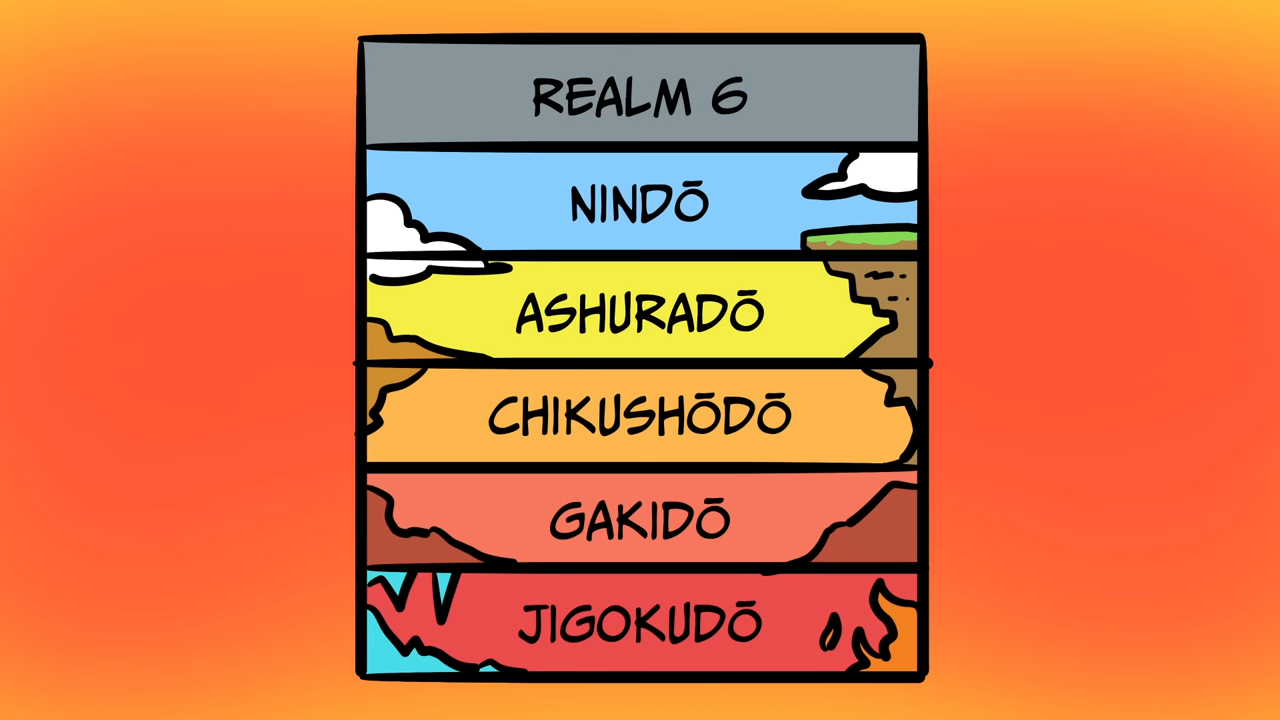 REALM 6
NINDŌ
ASHURADŌ
CHIKUSHŌDŌ
GAKIDŌ
JIGOKUDŌ